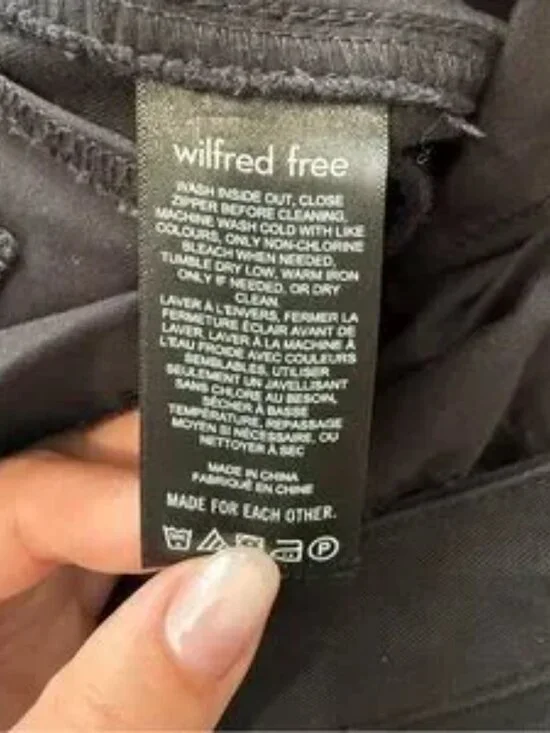 wilfred free
WASH INSIDE OUT, CLOSE
ZIPPER BEFORE CLEANING,
MACHINE WASH COLD WITH LIKE
COLOURS, ONLY NON-CHLORINE
BLEACH WHEN NEEDED,
TUMBLE DRY LOW, WARM IRON
ONLY IF NEEDED, OR DRY
CLEAN.
LAVER À L'ENVERS, FERMER LA
FERMETURE ÉCLAIR AVANT DE
LAVER, LAVER À LA MACHINE À
L'EAU FROIDE AVEC COULEURS
SEMBLABLES, UTILISER
SEULEMENT UN JAVELLISANT
SANS CHLORE AU BESOIN,
SÉCHER À BASSE
TEMPÉRATURE, REPASSAGE
MOYEN SI NÉCESSAIRE, OU
NETTOYER À SEC
MADE IN CHINA
FABRIQUÉ EN CHINE
MADE FOR EACH OTHER.
P